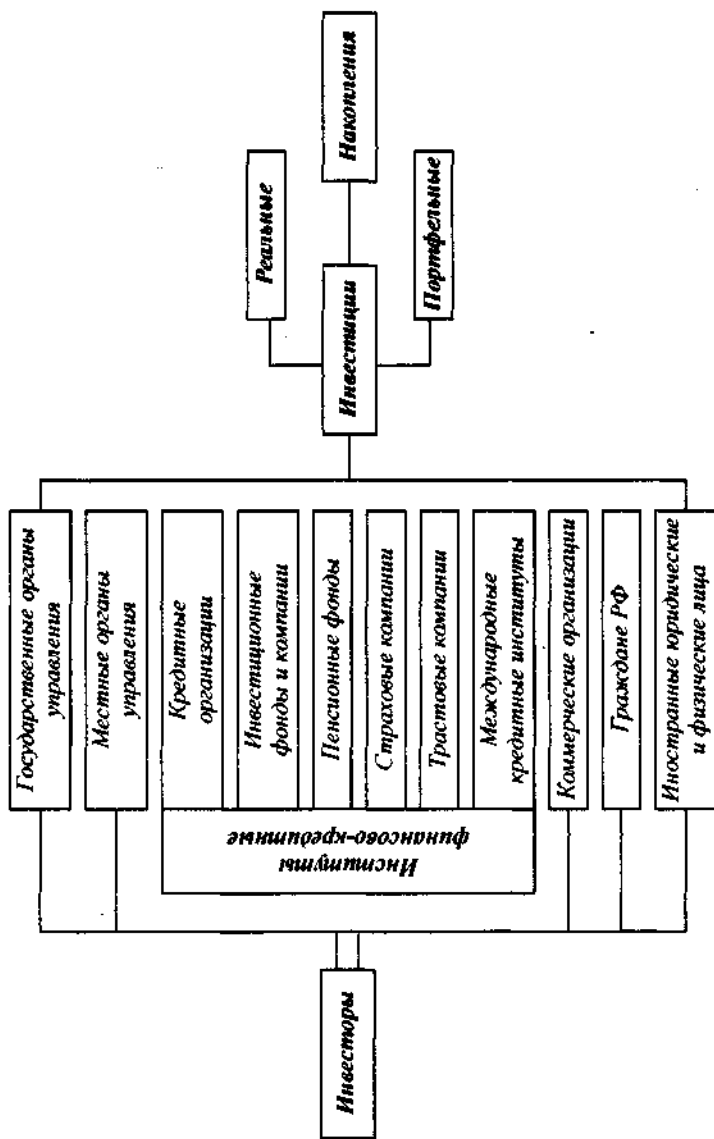 Инвесторы
Институты
финансово-кредитные
Государственные органы
управления
Местные органы
управления
Кредитные
организации
Инвестиционные
фонды и компании
Пенсионные фонды
Страховые компании
Трастовые компании
Международные
кредитные институты
Коммерческие организации
Граждане РФ
Иностранные юридические
и физические лица
Инвестиции
Реальные
Портфельные
Накопления